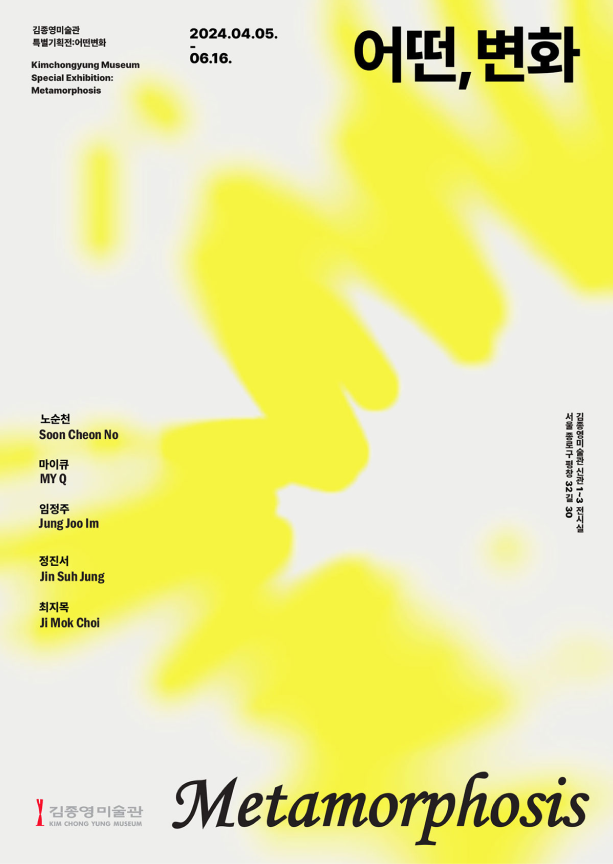 김종영미술관
특별기획전:어떤변화
Kimchongyung Museum
Special Exhibition:
Metamorphosis
2024.04.05.
-
06.16.
어떤, 변화
노순천
Soon Cheon No
마이큐
MY Q
임정주
Jung Joo Im
정진서
Jin Suh Jung
최지목
Ji Mok Choi
김종영미술관 신관 1-3 전시실
서울 종로구 평창 32길 30
김종영미술관
KIM CHONG YUNG MUSEUM
Metamorphosis